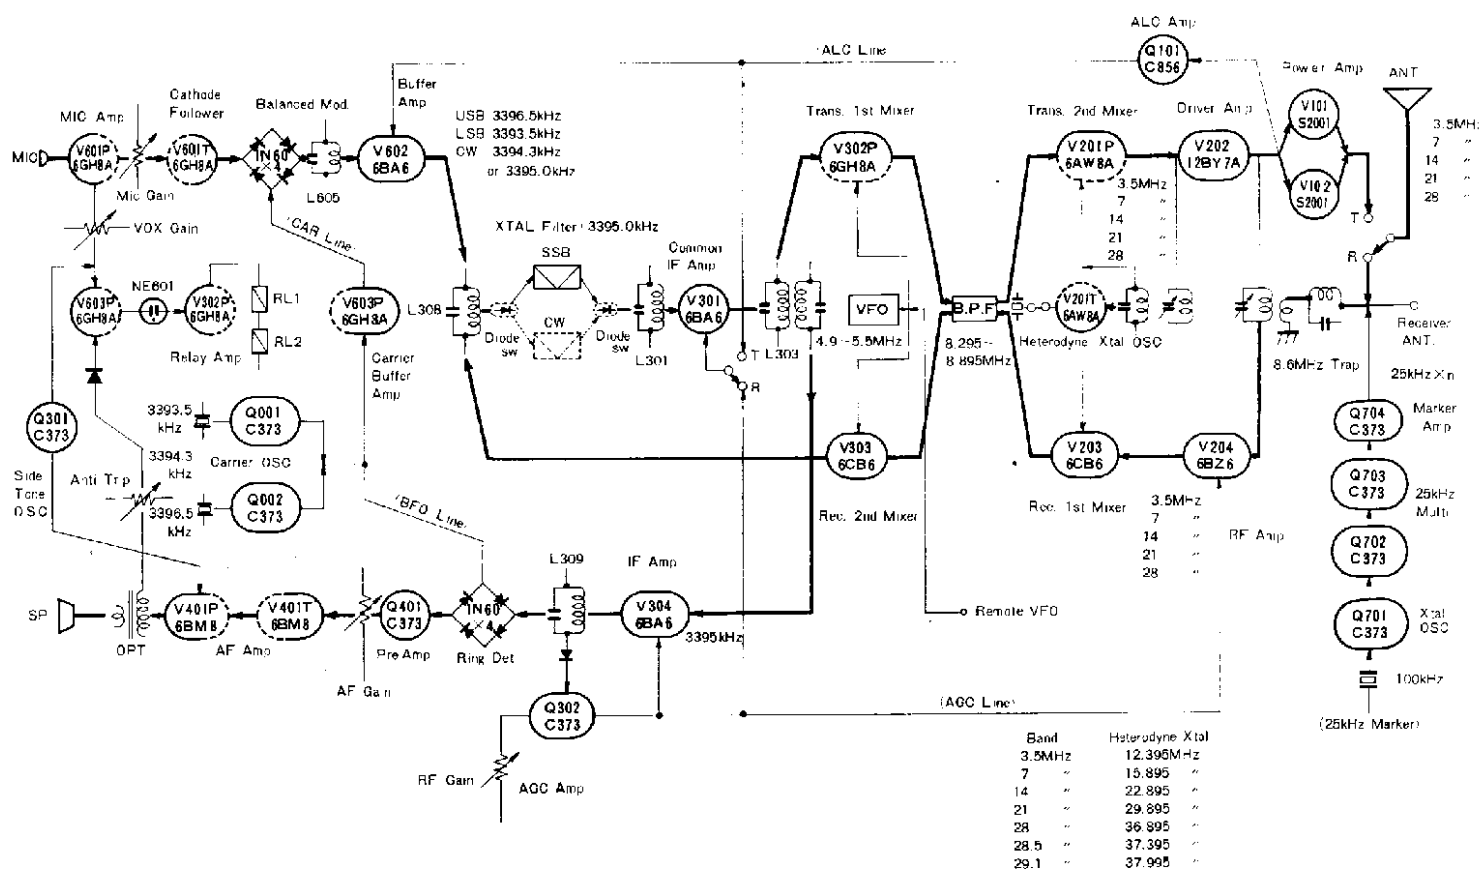 ALC Amp
Q101
C856
(ALC Line)
Power Amp
ANT
Buffer
Amp
Cathode
Follower
Balanced Mod.
MIC Amp
USB 3396.5kHz
LSB 3393.5kHz
CW 3394.3kHz
or 3395.0kHz
Trans. 1st Mixer
Trans. 2nd Mixer
Driver Amp
V101
S2001
3.5MHz
7 〃
14 〃
21 〃
28 〃
MIC
V601P
6GH8A
V601T
6GH8A
1N60
×4
V602
6BA6
V302P
6GH8A
V201P
6AW8A
V202
12BY7A
V102
S2001
Mic Gain
L605
3.5MHz
7 〃
14 〃
21 〃
28 〃
T
R
VOX Gain
(CAR Line)
XTAL Filter 3395.0kHz
SSB
Common
IF Amp
NE601
V603P
6GH8A
V302P
6GH8A
RL1
RL2
Relay Amp
V603P
6GH8A
L308
Diode
sw
CW
Diode
sw
L301
V301
6BA6
T
R
L303
VFO
4.9~5.5MHz
B.P.F
8.295~
8.895MHz
V201T
6AW8A
Heterodyne Xtal OSC
8.6MHz Trap
Receiver
ANT.
25kHz×n
Carrier
Buffer
Amp
Q301
C373
3393.5
kHz
Q001
C373
Carrier OSC
3394.3
kHz
3396.5
kHz
Q002
C373
Side
Tone
OSC
Anti Trip
(BFO Line)
V303
6CB6
Rec. 2nd Mixer
V203
6CB6
Rec. 1st Mixer
V204
6BZ6
RF Amp
3.5MHz
7 〃
14 〃
21 〃
28 〃
Q704
C373
Marker
Amp
Q703
C373
25kHz
Multi
Q702
C373
Q701
C373
Xtal
OSC
100kHz
(25kHz Marker)
SP
OPT
V401P
6BM8
V401T
6BM8
AF Amp
AF Gain
Q401
C373
Pre Amp
1N60
×4
Ring Det
L309
IF Amp
V304
6BA6
3395kHz
Remote VFO
Q302
C373
RF Gain
AGC Amp
(AGC Line)
Band Heterodyne Xtal
3.5MHz 12.395MHz
7 〃 15.895 〃
14 〃 22.895 〃
21 〃 29.895 〃
28 〃 36.895 〃
28.5 〃 37.395 〃
29.1 〃 37.995 〃